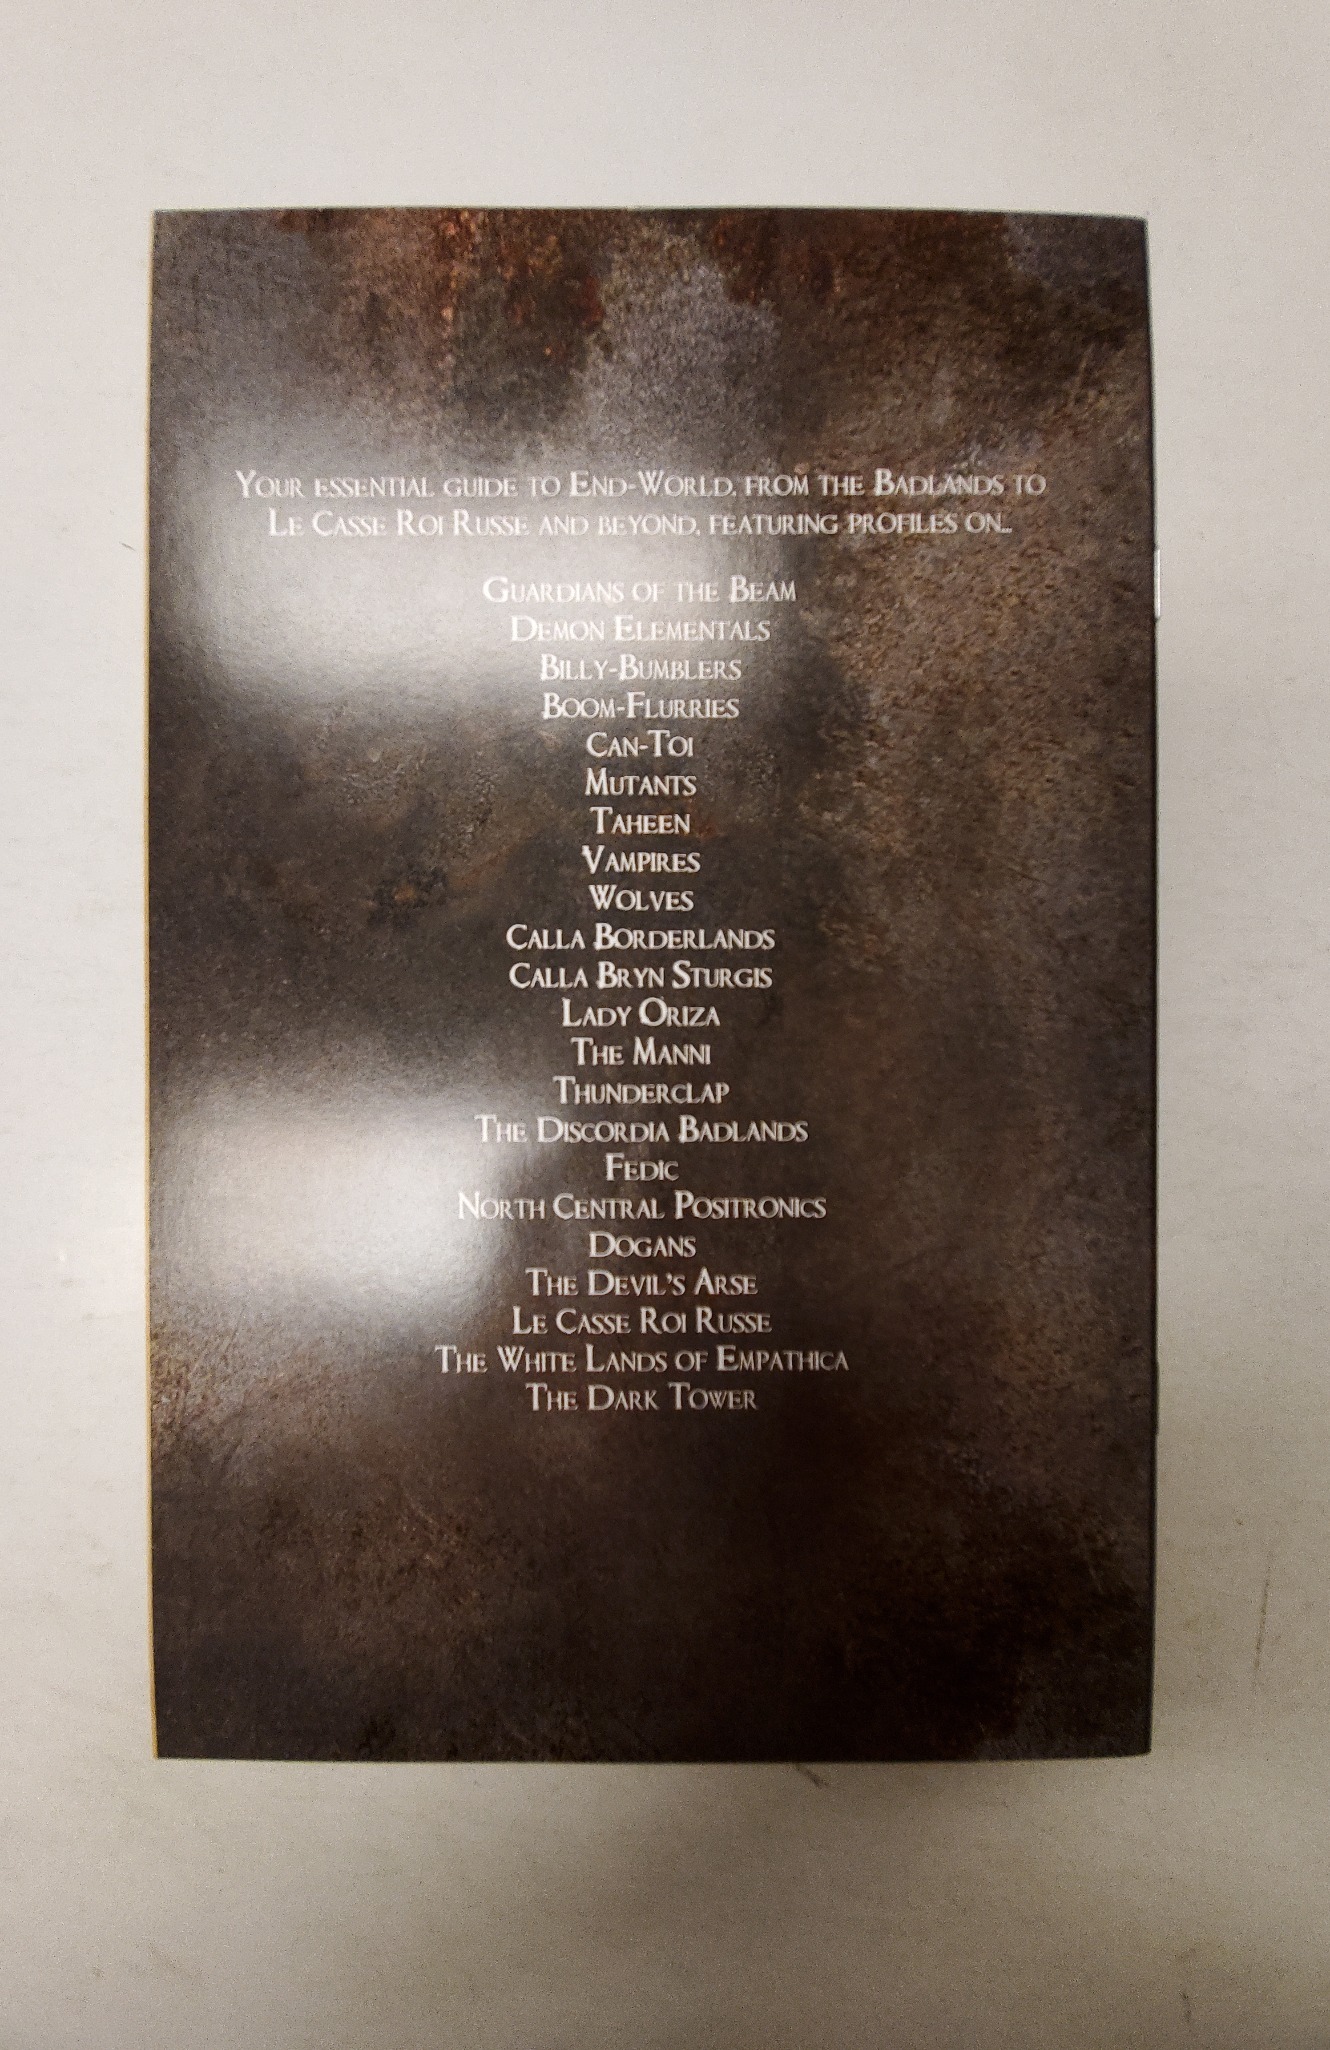 Your essential guide to End-World, from the Badlands to
Le Casse Roi Russe and beyond, featuring profiles on...
Guardians of the Beam
Demon Elementals
Billy-Bumblers
Boom-Flurries
Can-Toi
Mutants
Taheen
Vampires
Wolves
Calla Borderlands
Calla Bryn Sturgis
Lady Oriza
The Manni
Thunderclap
The Discordia Badlands
Fedic
North Central Positronics
Dogans
The Devil's Arse
Le Casse Roi Russe
The White Lands of Empathica
The Dark Tower